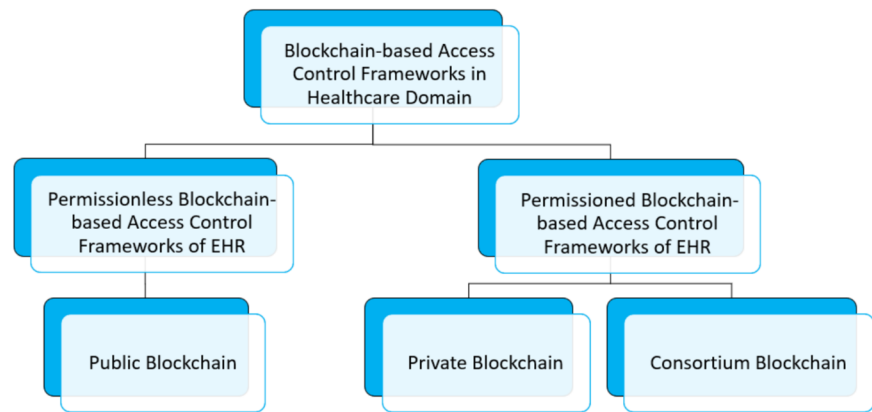 Blockchain-based Access
Control Frameworks in
Healthcare Domain
Permissionless Blockchain-
based Access Control
Frameworks of EHR
Permissioned Blockchain-
based Access Control
Frameworks of EHR
Public Blockchain
Private Blockchain
Consortium Blockchain